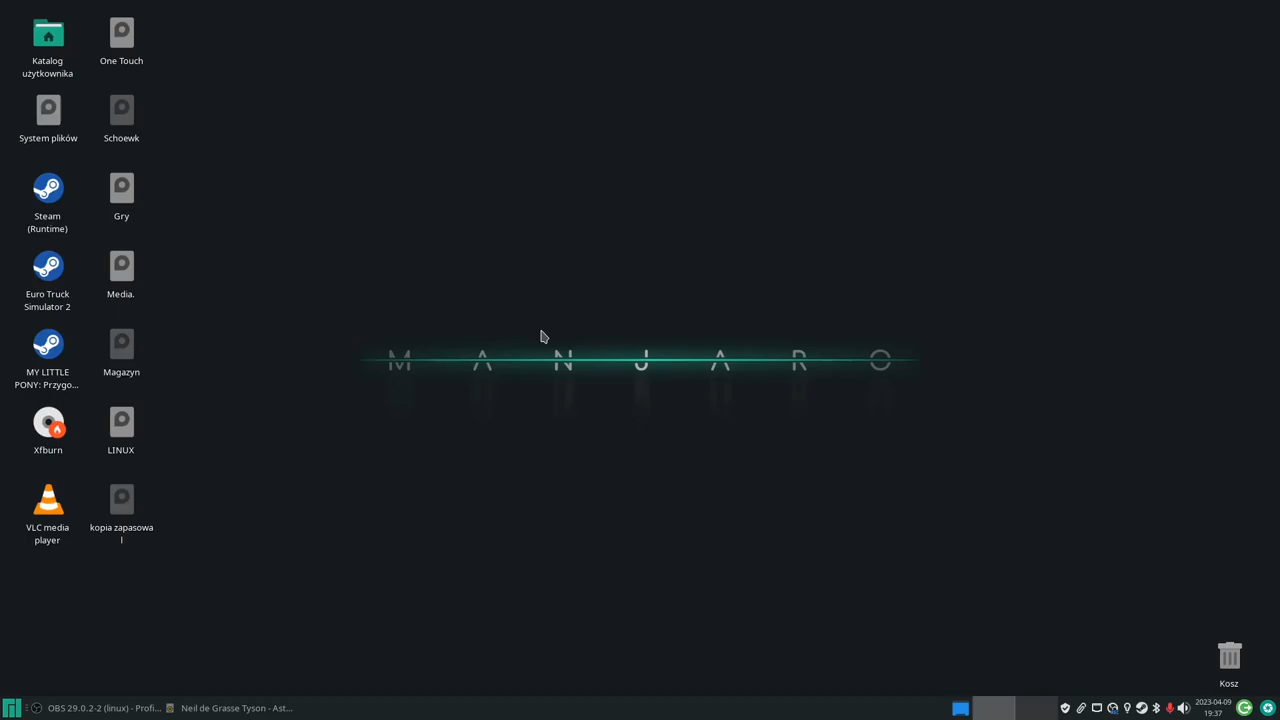 Katalog
użytkownika
One Touch
System plików
Schoewk
Steam
(Runtime)
Gry
Euro Truck
Simulator 2
Media.
MY LITTLE
PONY: Przygo...
Magazyn
Xfburn
LINUX
VLC media
player
kopia zapasowa
l
MANJARO
Kosz
OBS 29.0.2-2 (linux) - Profi...
Neil de Grasse Tyson - Ast...
2023-04-09
19:37